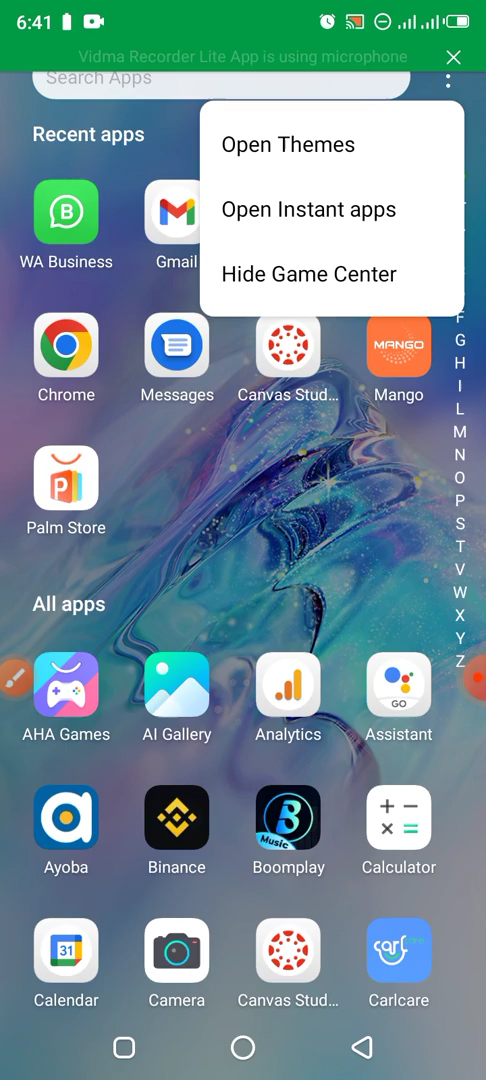 6:41
Vidma Recorder Lite App is using microphone
Search Apps
Recent apps
Open Themes
Open Instant apps
Hide Game Center
WA Business
Gmail
MANGO
Chrome
Messages
Canvas Stud...
Mango
Palm Store
All apps
GO
AHA Games
AI Gallery
Analytics
Assistant
Music
Ayoba
Binance
Boomplay
Calculator
31
Calendar
Camera
Canvas Stud...
Carlcare
F
G
H
I
L
M
N
O
P
S
T
V
W
X
Y
Z